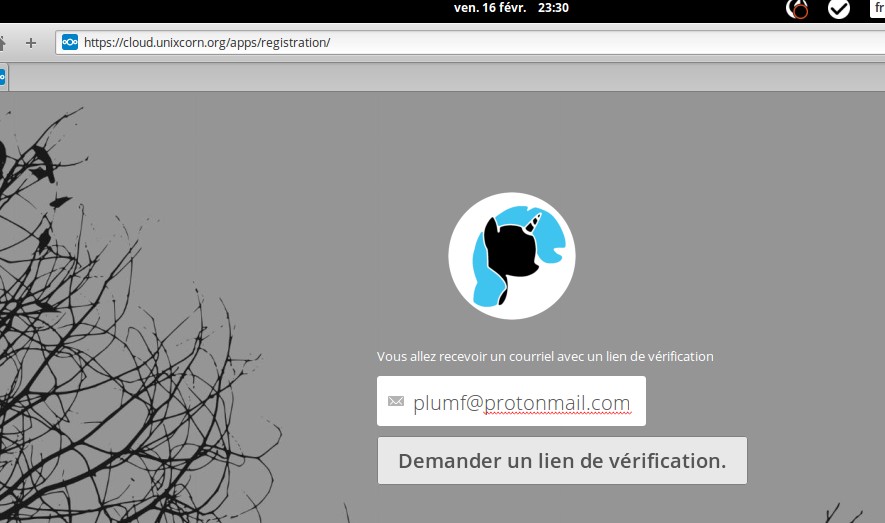 ven. 16 févr. 23:30
fr
https://cloud.unixcorn.org/apps/registration/
Vous allez recevoir un courriel avec un lien de vérification
plumf@protonmail.com
Demander un lien de vérification.